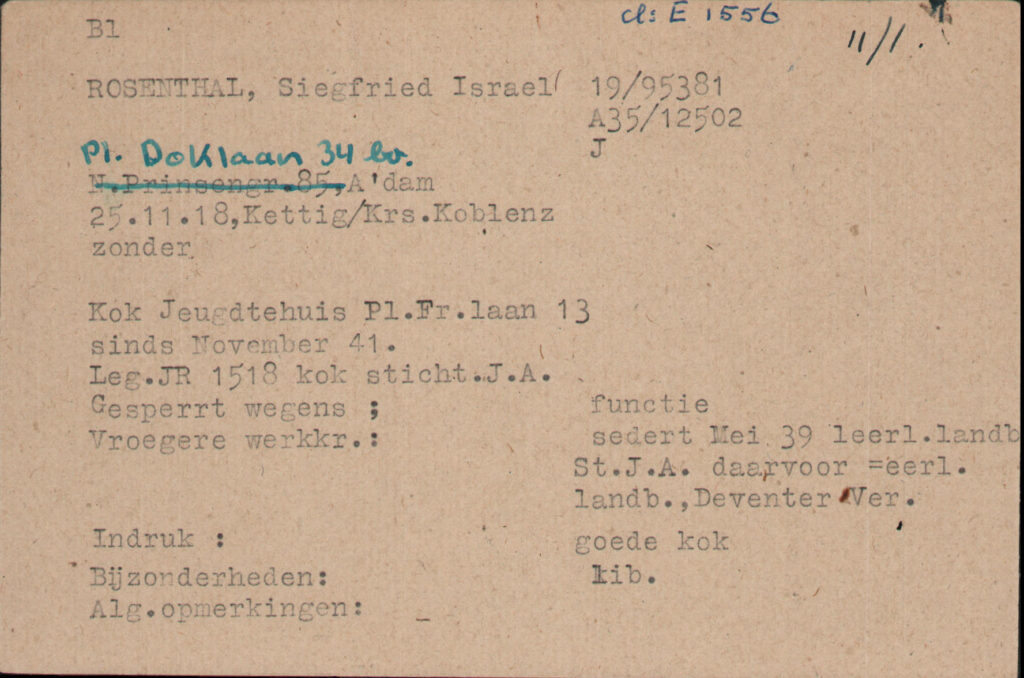 B1
cl: E 1556
11/1.
ROSENTHAL, Siegfried Israel 19/95381
A35/12502
J
Pl. Doklaan 34 bv.
N.Prinsengr.85,A'dam
25.11.18,Kettig/Krs.Koblenz
zonder
Kok Jeugdtehuis Pl.Fr.laan 13
sinds November 41.
Leg.JR 1518 kok sticht.J.A.
Gesperrt wegens ; functie
Vroegere werkkr.: sedert Mei 39 leerl.landb
St.J.A. daarvoor =eerl.
landb.,Deventer Ver.
Indruk : goede kok
Bijzonderheden: lib.
Alg.opmerkingen: _